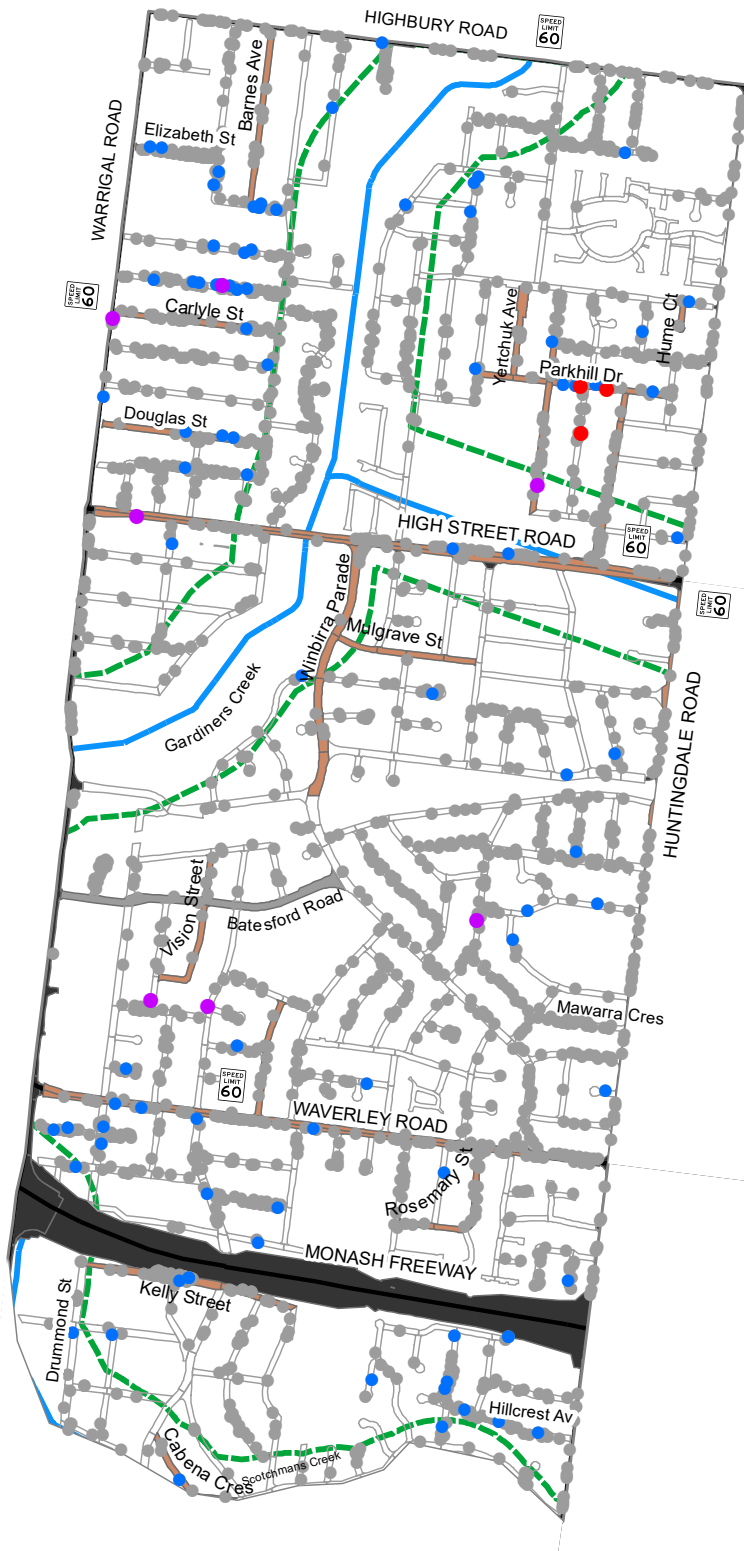 HIGHBURY ROAD
SPEED
LIMIT
60
Barnes Ave
Elizabeth St
WARRIGAL ROAD
SPEED
LIMIT
60
Carlyle St
Yertchuk Ave
Hume Ct
Parkhill Dr
Douglas St
HIGH STREET ROAD
SPEED
LIMIT
60
SPEED
LIMIT
60
Winbirra Parade
Mulgrave St
Gardiners Creek
HUNTINGDALE ROAD
Vision Street
Batesford Road
Mawarra Cres
SPEED
LIMIT
60
WAVERLEY ROAD
Rosemary St
MONASH FREEWAY
Kelly Street
Drummond St
Hillcrest Av
Cabena Cres
Scotchmans Creek